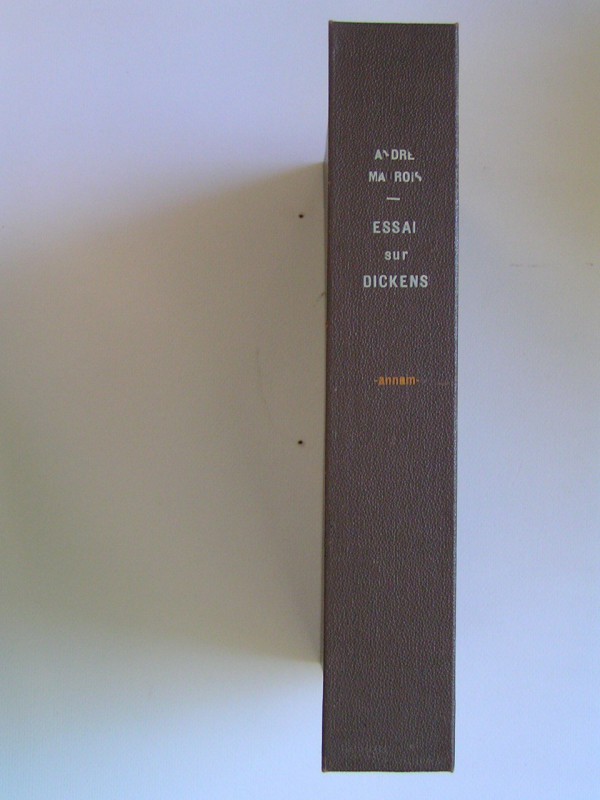 ANDRE
MAUROIS
ESSAI
sur
DICKENS
-annam-